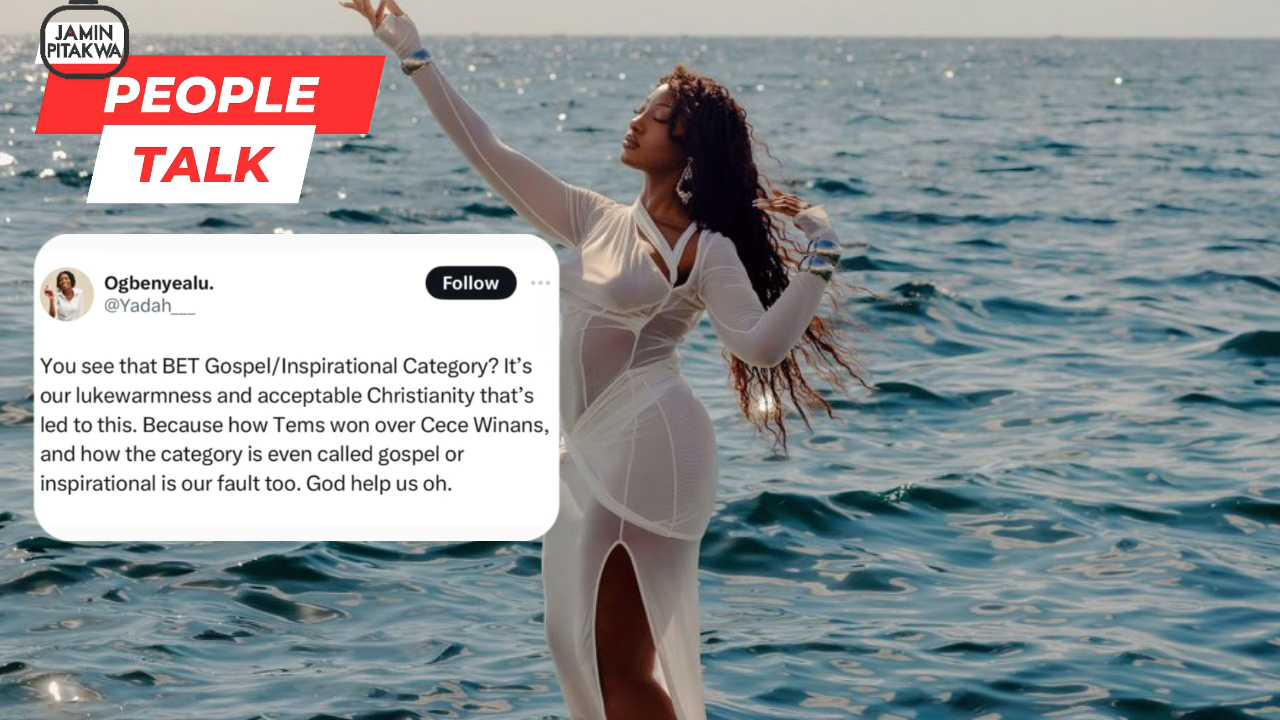 JAMIN
PITAKWA
PEOPLE
TALK
Ogbenyealu.
@Yadah___
Follow
You see that BET Gospel/Inspirational Category? It’s
our lukewarmness and acceptable Christianity that’s
led to this. Because how Tems won over Cece Winans,
and how the category is even called gospel or
inspirational is our fault too. God help us oh.